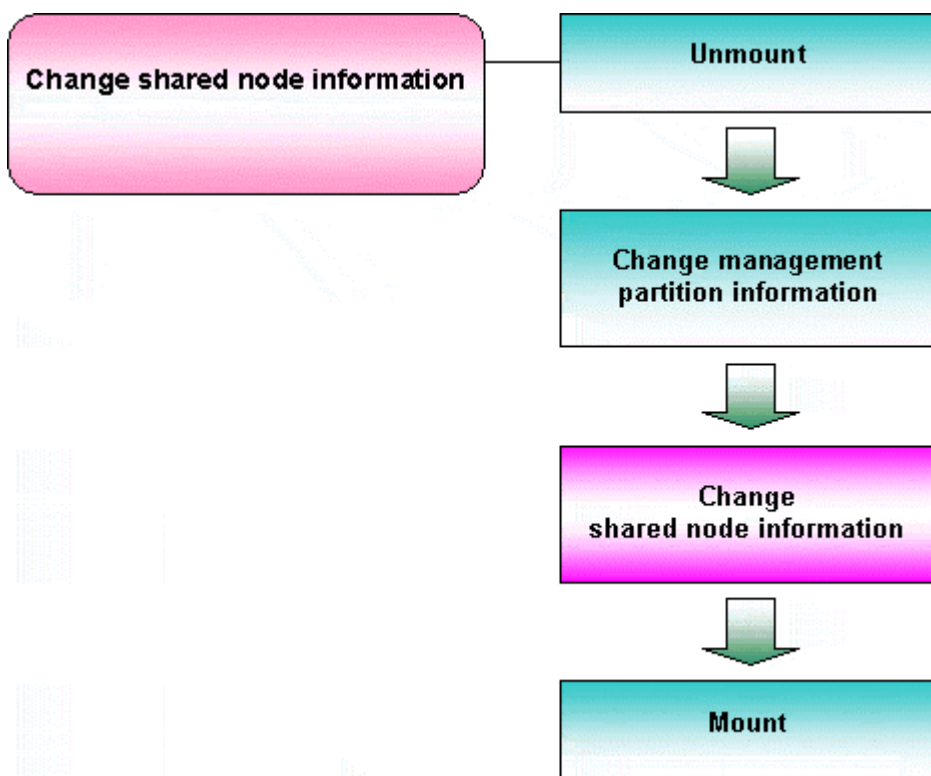 Change shared node information
Unmount
Change management
partition information
Change
shared node information
Mount